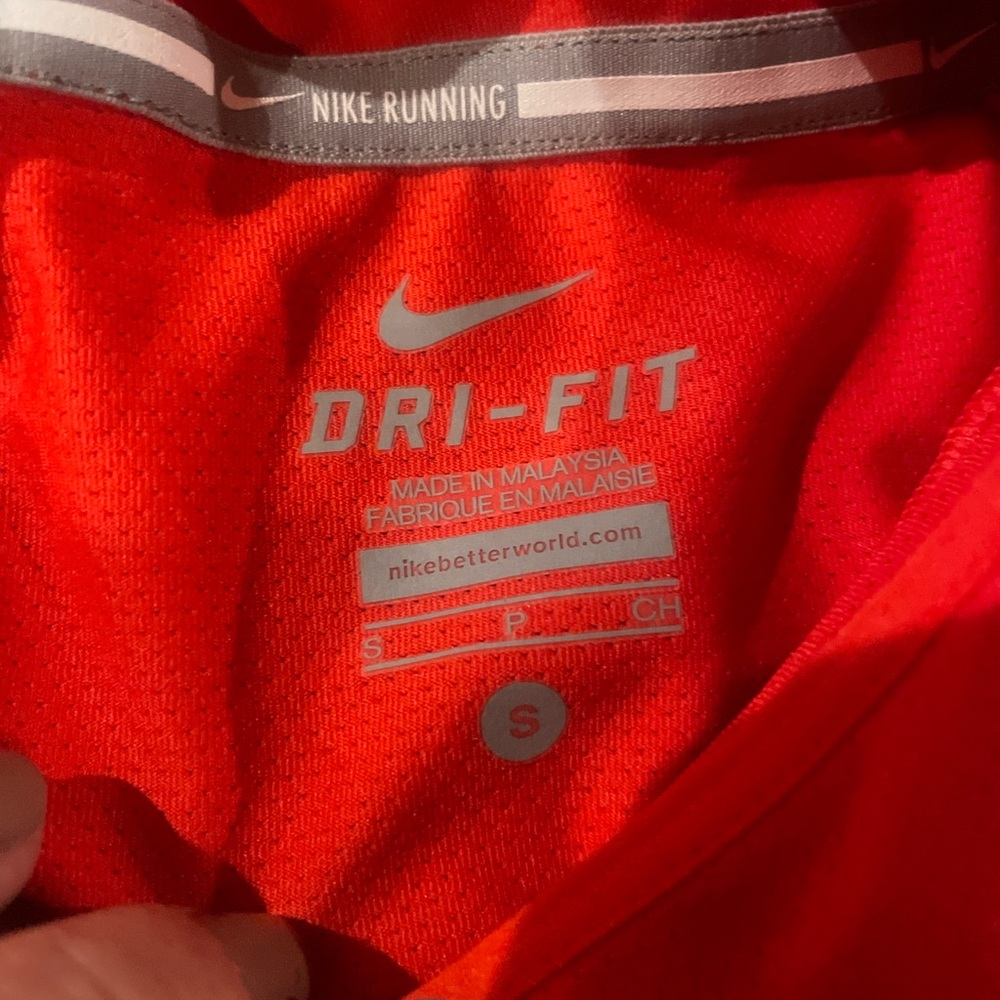 NIKE RUNNING
DRI-FIT
MADE IN MALAYSIA
FABRIQUE EN MALAISIE
nikebetterworld.com
S P CH
S